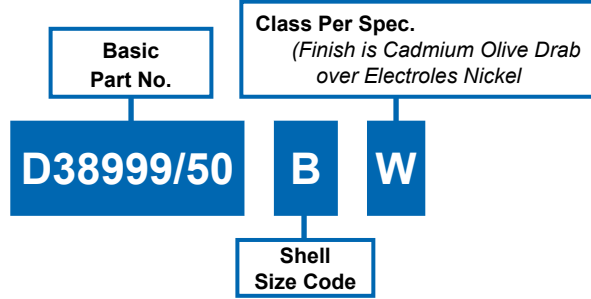 Class Per Spec.
(Finish is Cadmium Olive Drab
over Electroles Nickel
Basic
Part No.
D38999/50 B W
Shell
Size Code